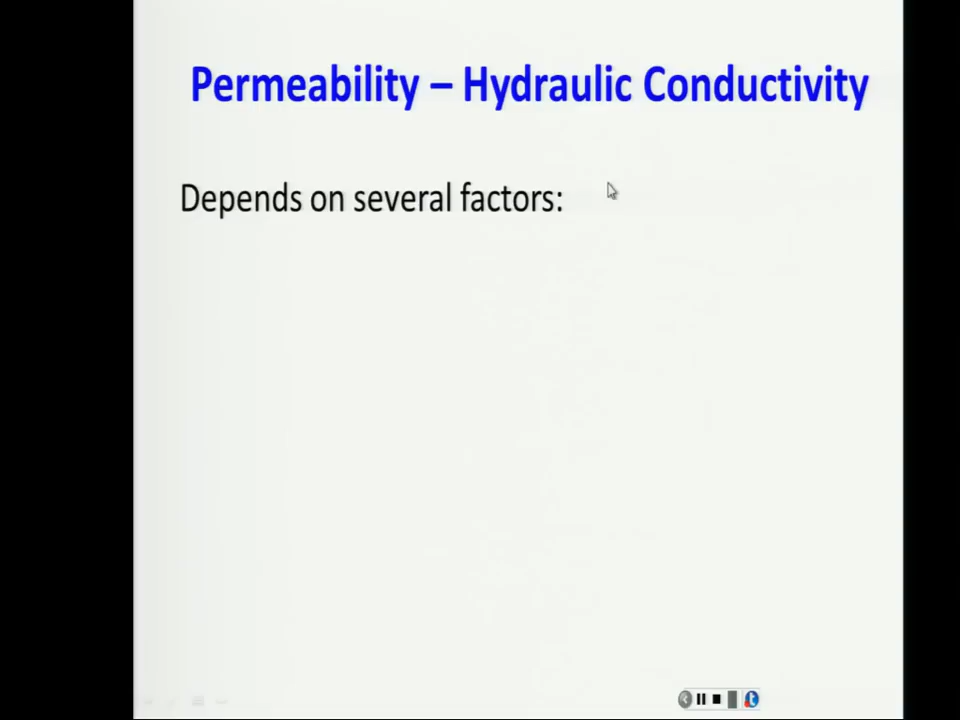 Permeability – Hydraulic Conductivity
Depends on several factors: